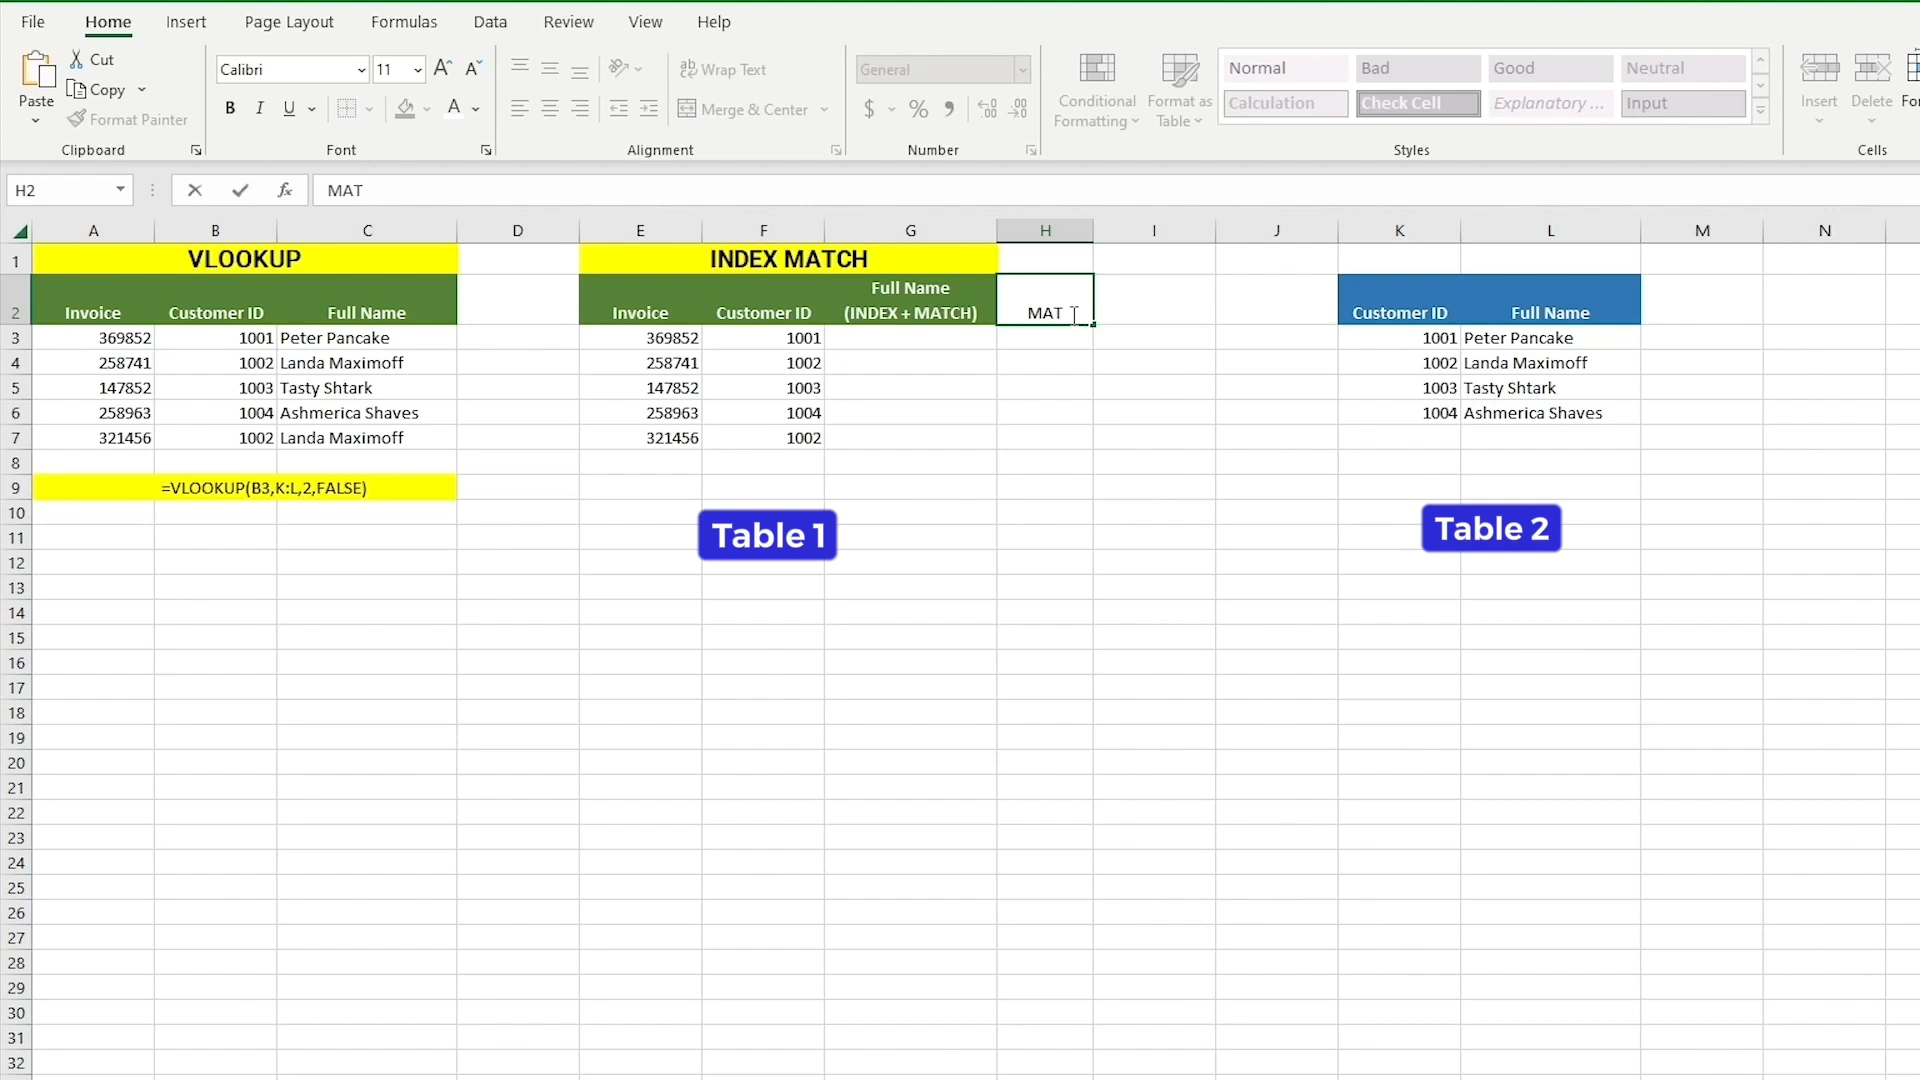 File Home Insert Page Layout Formulas Data Review View Help
Paste
Cut
Copy
Format Painter
Clipboard
Calibri 11 A A
B I U A
Font
ab Wrap Text
Merge & Center
Alignment
General
$ % 9
Number
Conditional Formatting
Format as Table
Normal Bad Good Neutral
Calculation Check Cell Explanatory ... Input
Styles
Insert Delete For
Cells
H2 fx MAT
A B C D E F G H I J K L M N
1 VLOOKUP INDEX MATCH
2 Invoice Customer ID Full Name Invoice Customer ID Full Name (INDEX + MATCH) MAT Customer ID Full Name
3 369852 1001 Peter Pancake 369852 1001 1001 Peter Pancake
4 258741 1002 Landa Maximoff 258741 1002 1002 Landa Maximoff
5 147852 1003 Tasty Shtark 147852 1003 1003 Tasty Shtark
6 258963 1004 Ashmerica Shaves 258963 1004 1004 Ashmerica Shaves
7 321456 1002 Landa Maximoff 321456 1002
8
9 =VLOOKUP(B3,K:L,2,FALSE)
10
11 Table 1 Table 2
12
13
14
15
16
17
18
19
20
21
22
23
24
25
26
27
28
29
30
31
32